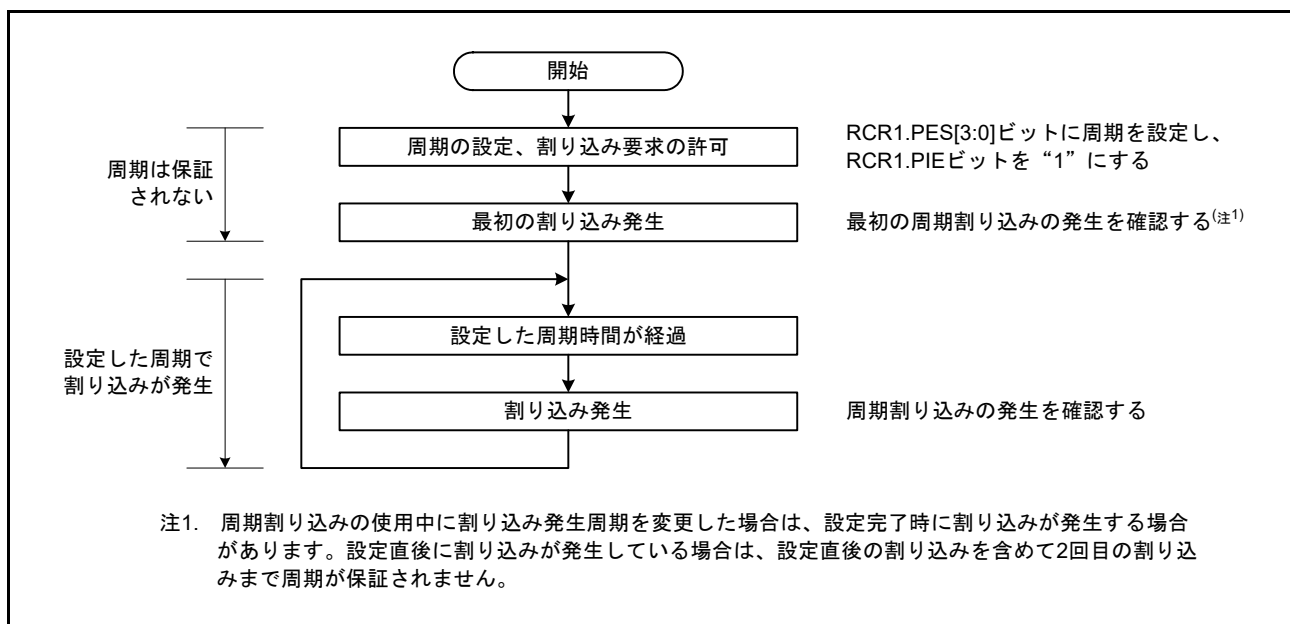 開始
周期の設定、割り込み要求の許可
RCR1.PES[3:0]ビットに周期を設定し、
RCR1.PIEビットを“1”にする
周期は保証
されない
最初の割り込み発生
最初の周期割り込みの発生を確認する(注1)
設定した周期時間が経過
設定した周期で
割り込みが発生
割り込み発生
周期割り込みの発生を確認する
注1. 周期割り込みの使用中に割り込み発生周期を変更した場合は、設定完了時に割り込みが発生する場合
があります。設定直後に割り込みが発生している場合は、設定直後の割り込みを含めて2回目の割り込
みまで周期が保証されません。